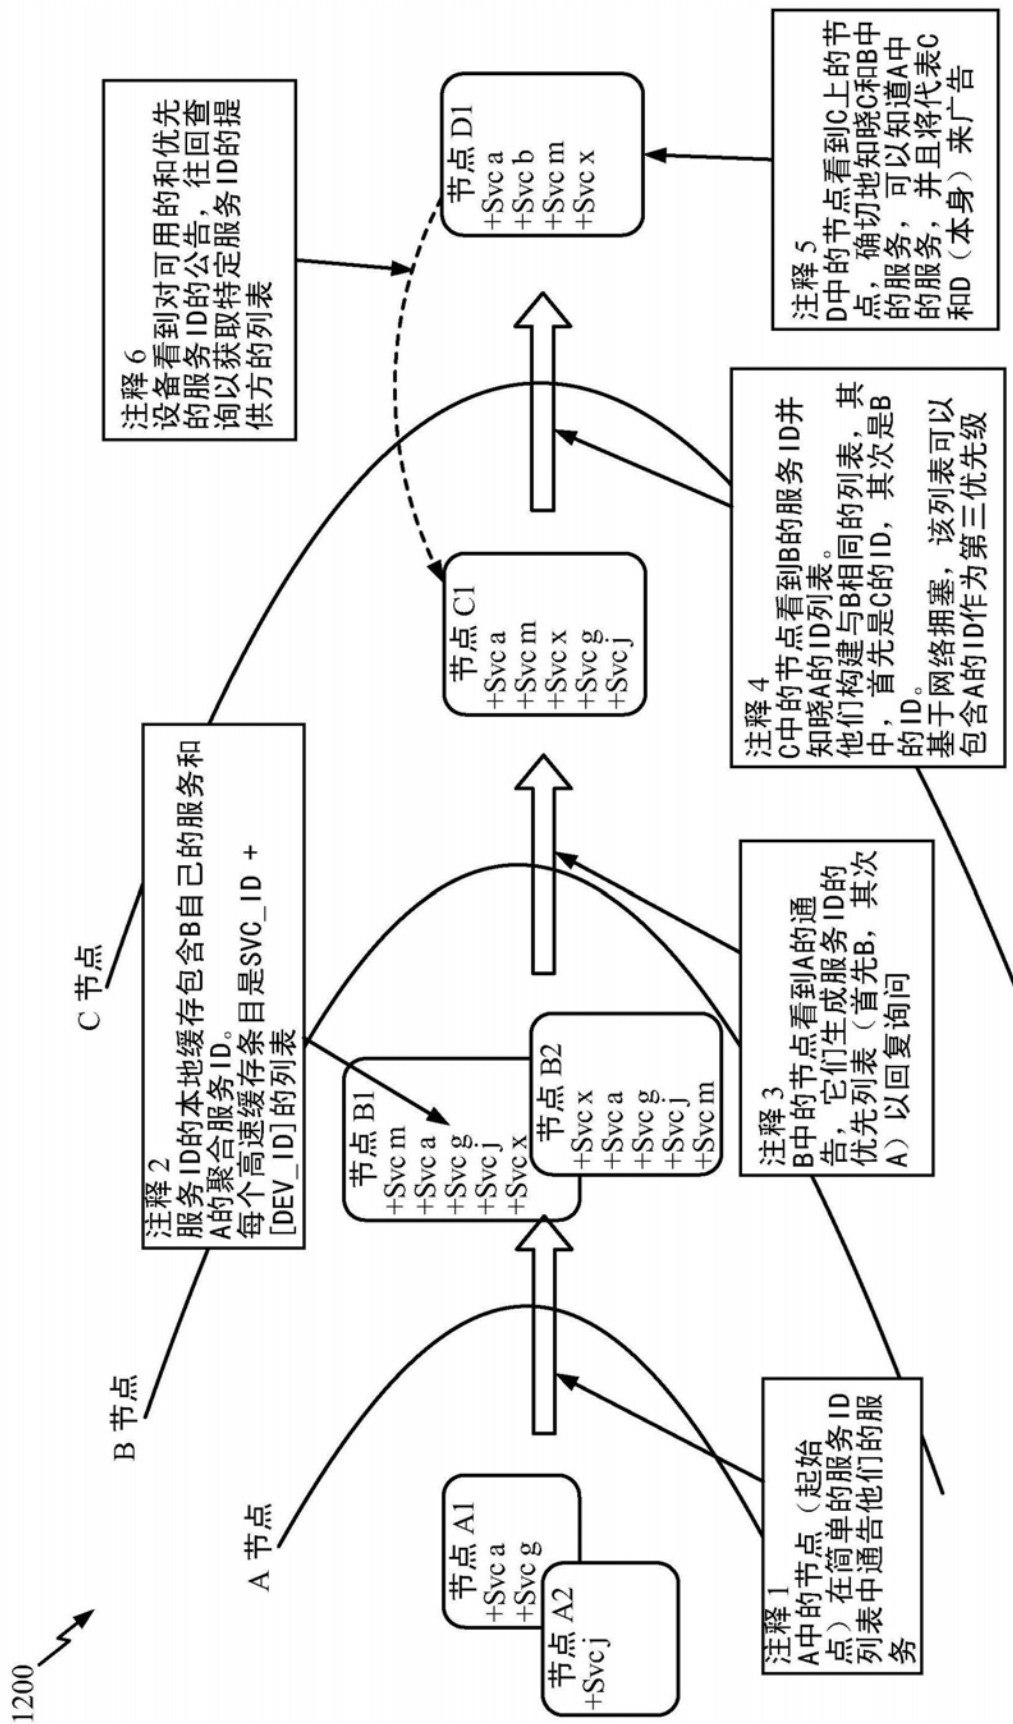 1200
A 节点
B 节点
C 节点
节点 A1
+Svc a
+Svc g
节点 A2
+Svc j
节点 B1
+Svc m
+Svc a
+Svc g
+Svc j
+Svc x
节点 B2
+Svc x
+Svc a
+Svc g
+Svc j
+Svc m
节点 C1
+Svc a
+Svc m
+Svc x
+Svc g
+Svc j
节点 D1
+Svc a
+Svc b
+Svc m
+Svc x
注释 1
A中的节点（起始
点）在简单的服务ID
列表中通告他们的服
务
注释 2
服务ID的本地缓存包含B自己的服务和
A的聚合服务ID。
每个高速缓存条目是SVC_ID +
[DEV_ID]的列表
注释 3
B中的节点看到A的通
告，它们生成服务ID的
优先列表（首先B，其次
A）以回复询问
注释 4
C中的节点看到B的服务ID并
知晓A的ID列表。
他们构建与B相同的列表，其
中，首先是C的ID，其次是B
的ID。
基于网络拥塞，该列表可以
包含A的ID作为第三优先级
注释 5
D中的节点看到C上的节
点，确切地知晓C和B中
的服务，可以知道A中
的服务，并且将代表C
和D（本身）来广告
注释 6
设备看到对可用的和优先
的服务ID的公告，往回查
询以获取特定服务ID的提
供方的列表